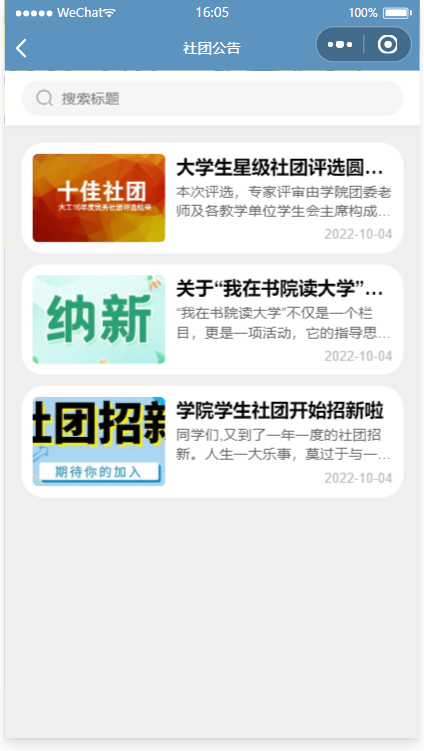 WeChat 16:05 100%
社团公告
搜索标题
十佳社团
大工10年度优秀社团评选结果
大学生星级社团评选圆...
本次评选，专家评审由学院团委老
师及各教学单位学生会主席构成...
2022-10-04
纳新
关于“我在书院读大学”...
“我在书院读大学”不仅是一个栏
目，更是一项活动，它的指导思...
2022-10-04
社团招新
期待你的加入
学院学生社团开始招新啦
同学们,又到了一年一度的社团招
新。人生一大乐事，莫过于与一...
2022-10-04